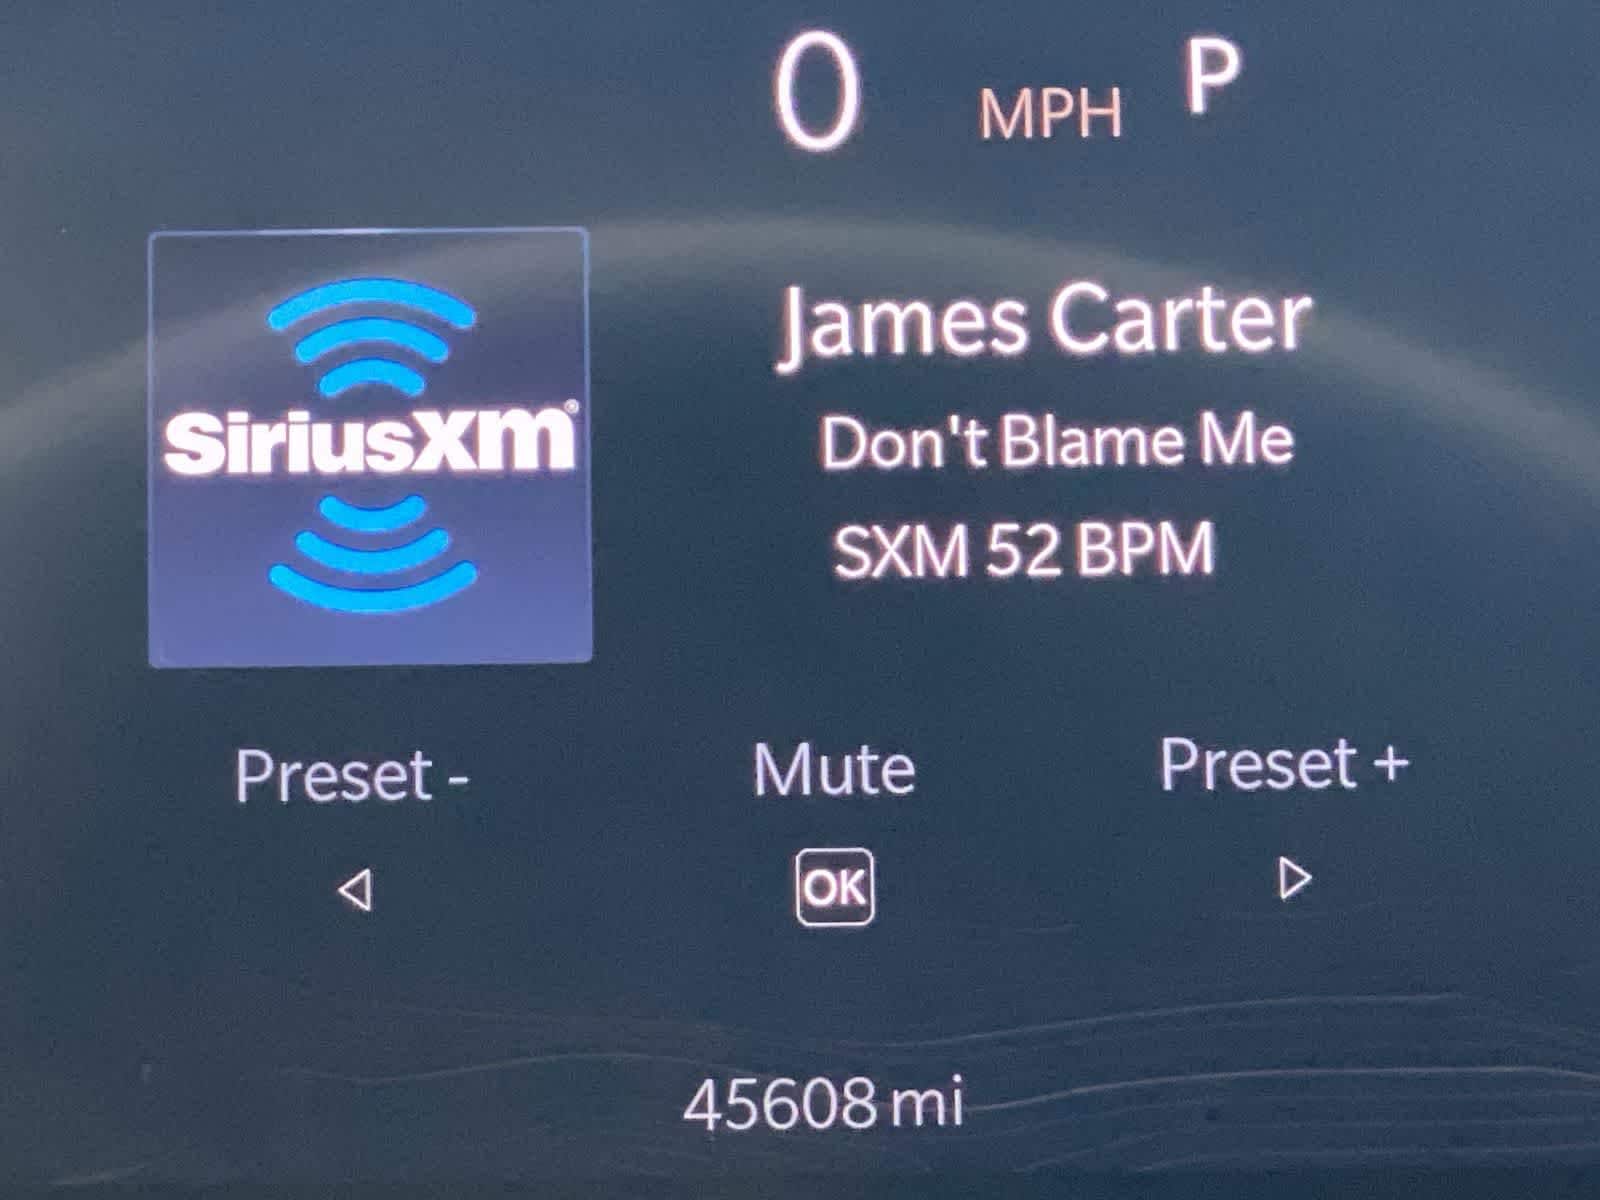 0 MPH P
SiriusXM®
James Carter
Don't Blame Me
SXM 52 BPM
Preset - Mute Preset +
OK
45608 mi